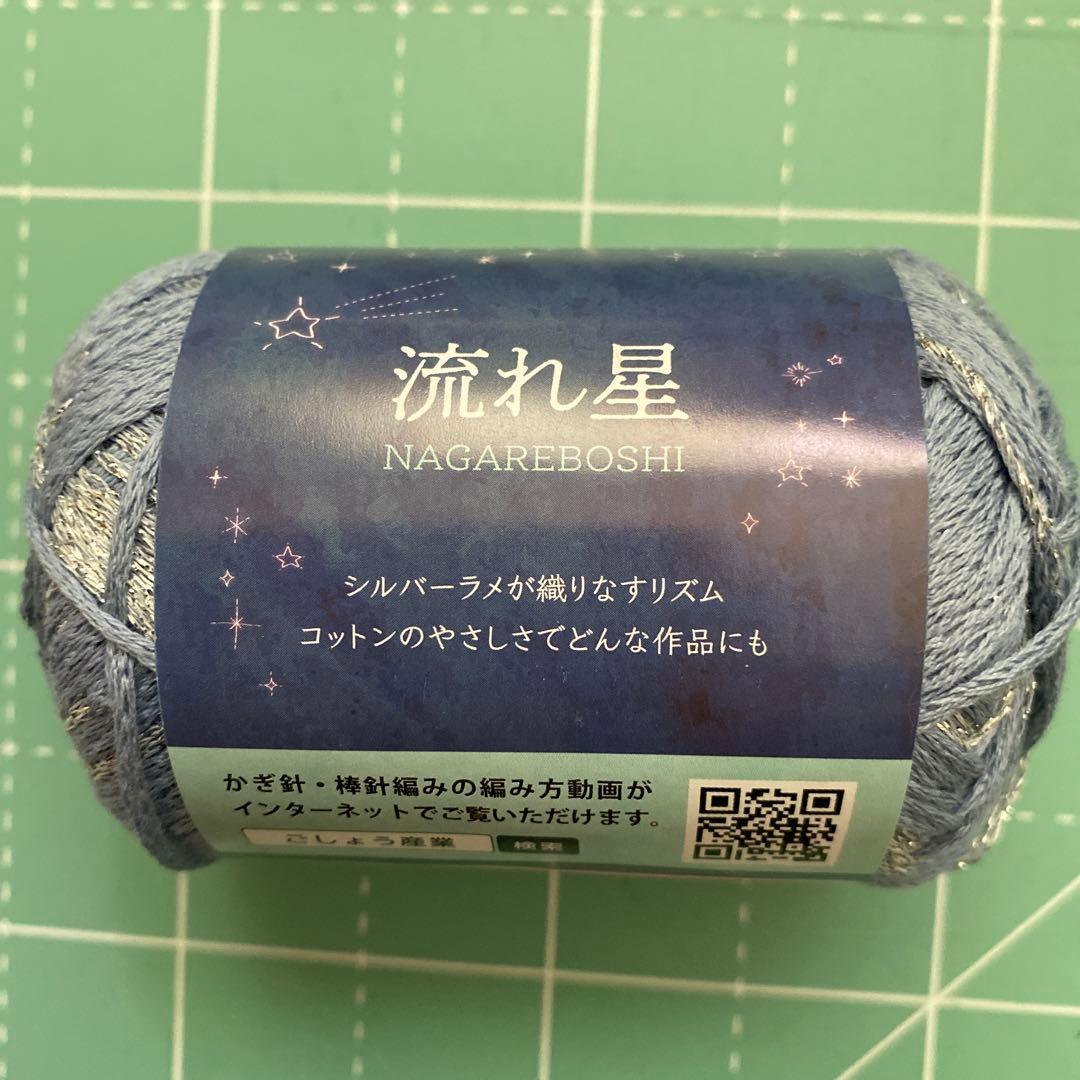 流れ星
NAGAREBOSHI
シルバーラメが織りなすリズム
コットンのやさしさでどんな作品にも
かぎ針・棒針編みの編み方動画が
インターネットでご覧いただけます。
ごしょう産業 検索